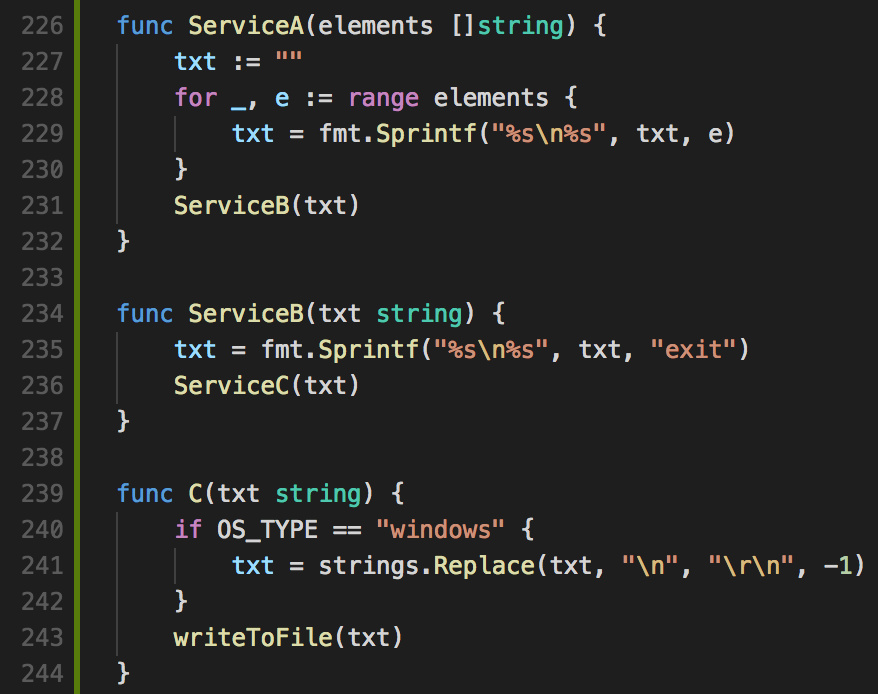 226 func ServiceA(elements []string) {
227     txt := ""
228     for _, e := range elements {
229         txt = fmt.Sprintf("%s\n%s", txt, e)
230     }
231     ServiceB(txt)
232 }
233
234 func ServiceB(txt string) {
235     txt = fmt.Sprintf("%s\n%s", txt, "exit")
236     ServiceC(txt)
237 }
238
239 func C(txt string) {
240     if OS_TYPE == "windows" {
241         txt = strings.Replace(txt, "\n", "\r\n", -1)
242     }
243     writeToFile(txt)
244 }